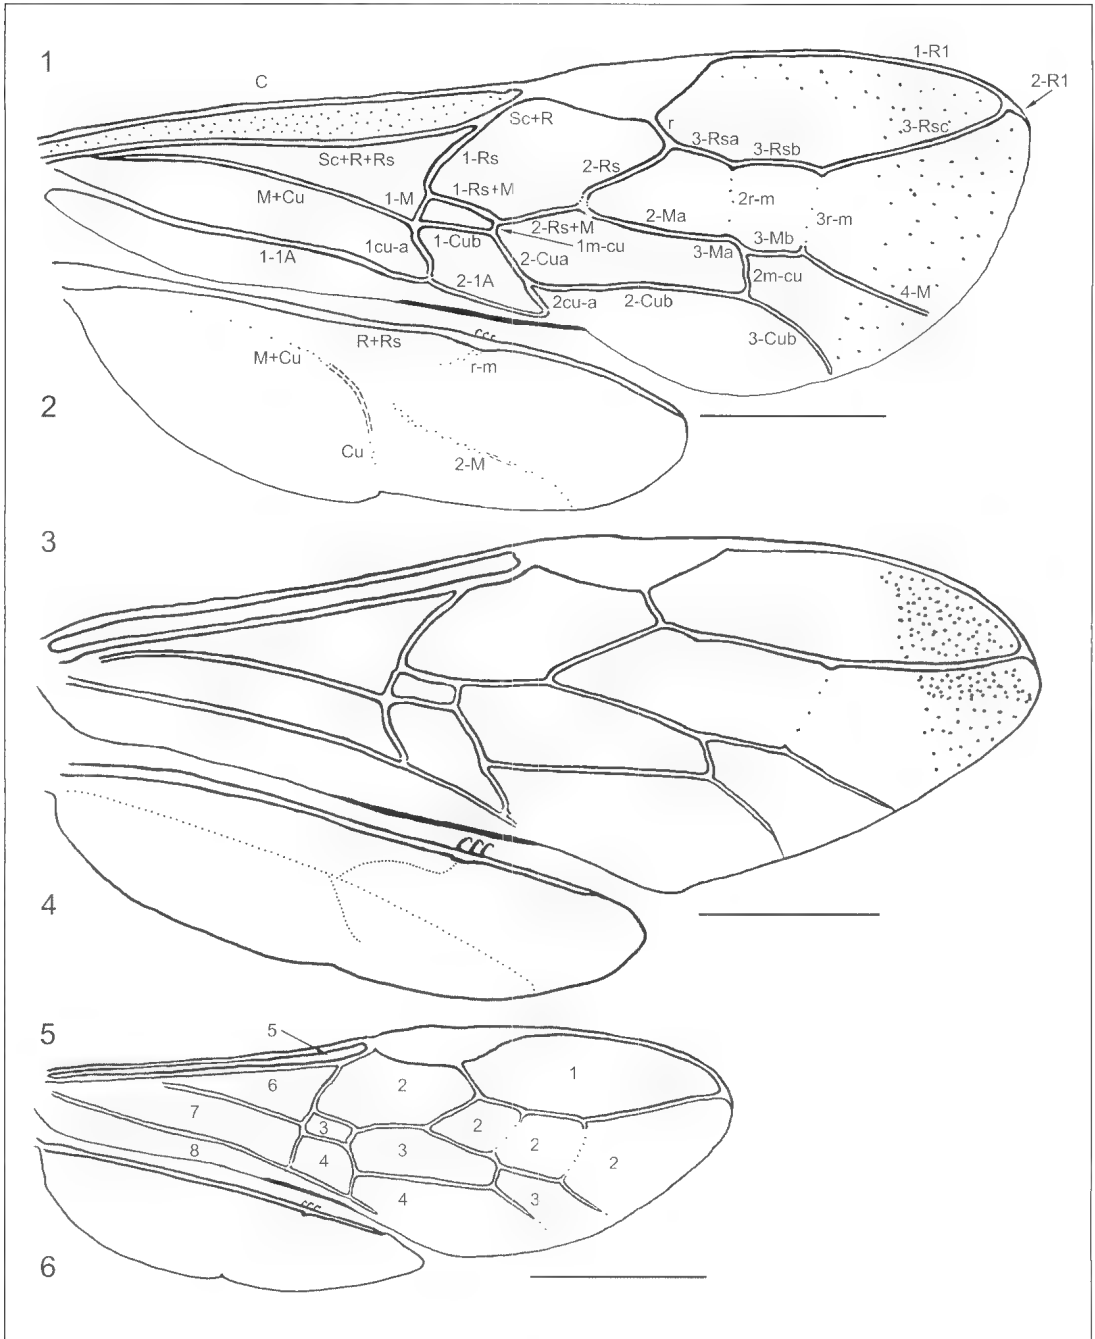 1
C
1-R1
2-R1
Sc+R
r
3-Rsa
3-Rsb
3-Rsc
Sc+R+Rs
1-Rs
2-Rs
M+Cu
1-M
1-Rs+M
2r-m
3r-m
2-Rs+M
2-Ma
3-Mb
1-1A
1cu-a
1-Cub
1m-cu
2-Cua
3-Ma
2m-cu
2-1A
2cu-a
2-Cub
4-M
3-Cub
2
R+Rs
M+Cu
r-m
Cu
2-M
3
4
5
5
6
2
1
7
3
2
2
8
4
3
2
4
3
6